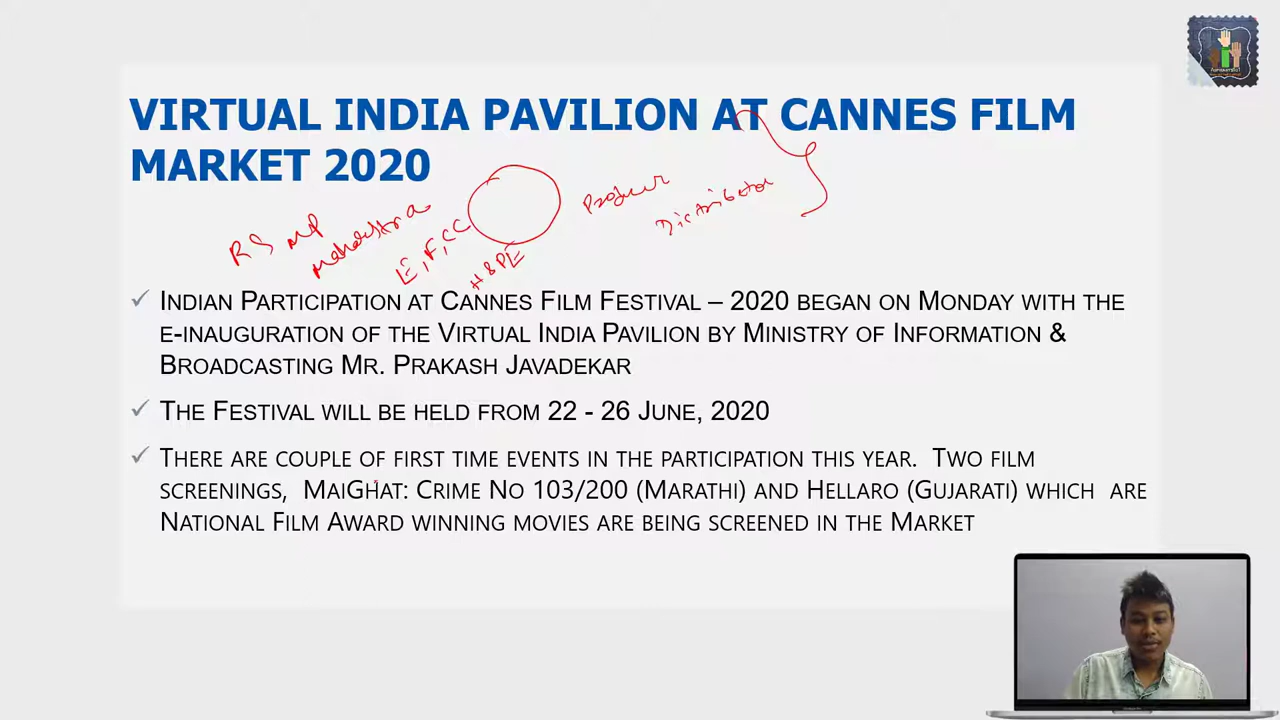 VIRTUAL INDIA PAVILION AT CANNES FILM
MARKET 2020
RS MP
Maharashtra
E, F, CC
H&PE
Producer
Distributor
✓ INDIAN PARTICIPATION AT CANNES FILM FESTIVAL – 2020 BEGAN ON MONDAY WITH THE
E-INAUGURATION OF THE VIRTUAL INDIA PAVILION BY MINISTRY OF INFORMATION &
BROADCASTING MR. PRAKASH JAVADEKAR
✓ THE FESTIVAL WILL BE HELD FROM 22 - 26 JUNE, 2020
✓ THERE ARE COUPLE OF FIRST TIME EVENTS IN THE PARTICIPATION THIS YEAR. TWO FILM
SCREENINGS, MAIGHAT: CRIME NO 103/200 (MARATHI) AND HELLARO (GUJARATI) WHICH ARE
NATIONAL FILM AWARD WINNING MOVIES ARE BEING SCREENED IN THE MARKET